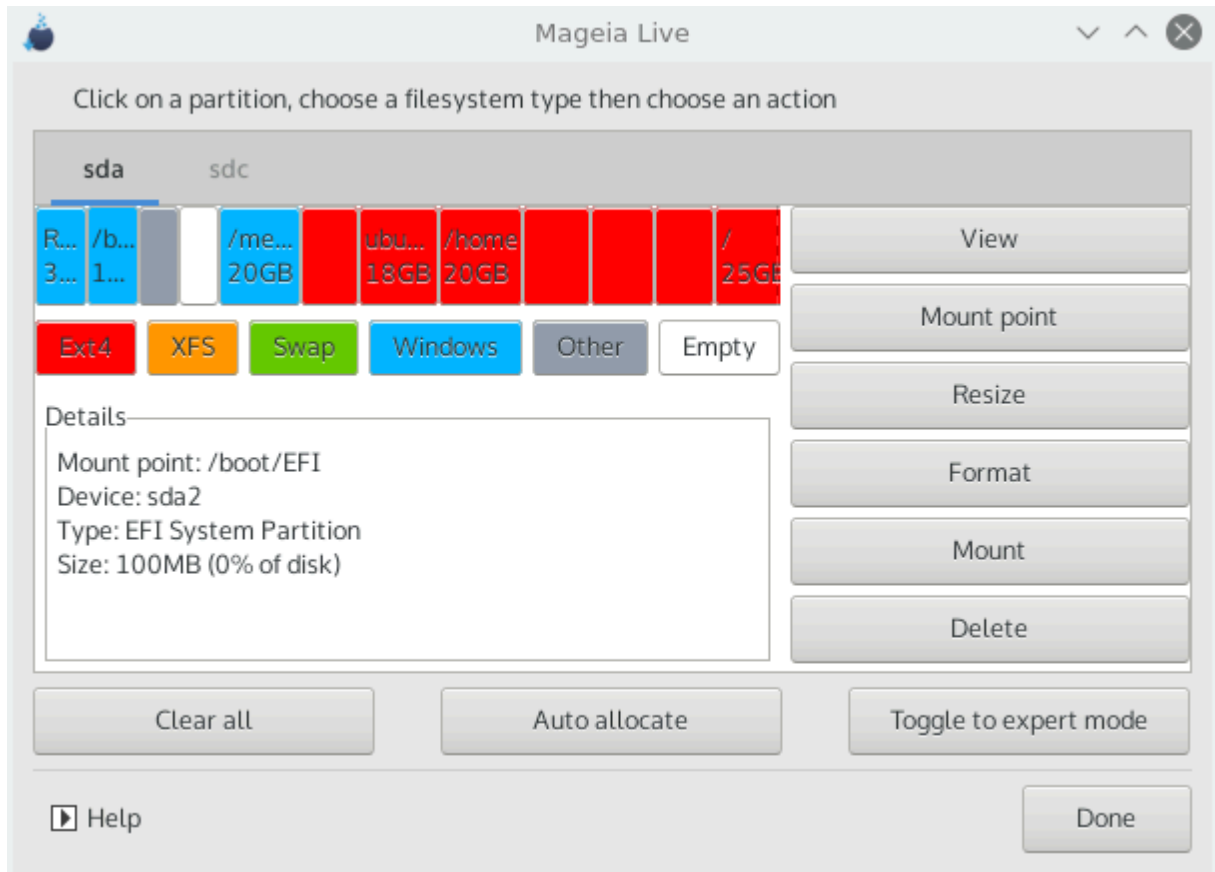 Mageia Live
Click on a partition, choose a filesystem type then choose an action
sda sdc
R... /b... /me... ubu... /home /
3... 1... 20GB 18GB 20GB 25GB
Ext4 XFS Swap Windows Other Empty
Details
Mount point: /boot/EFI
Device: sda2
Type: EFI System Partition
Size: 100MB (0% of disk)
View
Mount point
Resize
Format
Mount
Delete
Clear all Auto allocate Toggle to expert mode
Help Done